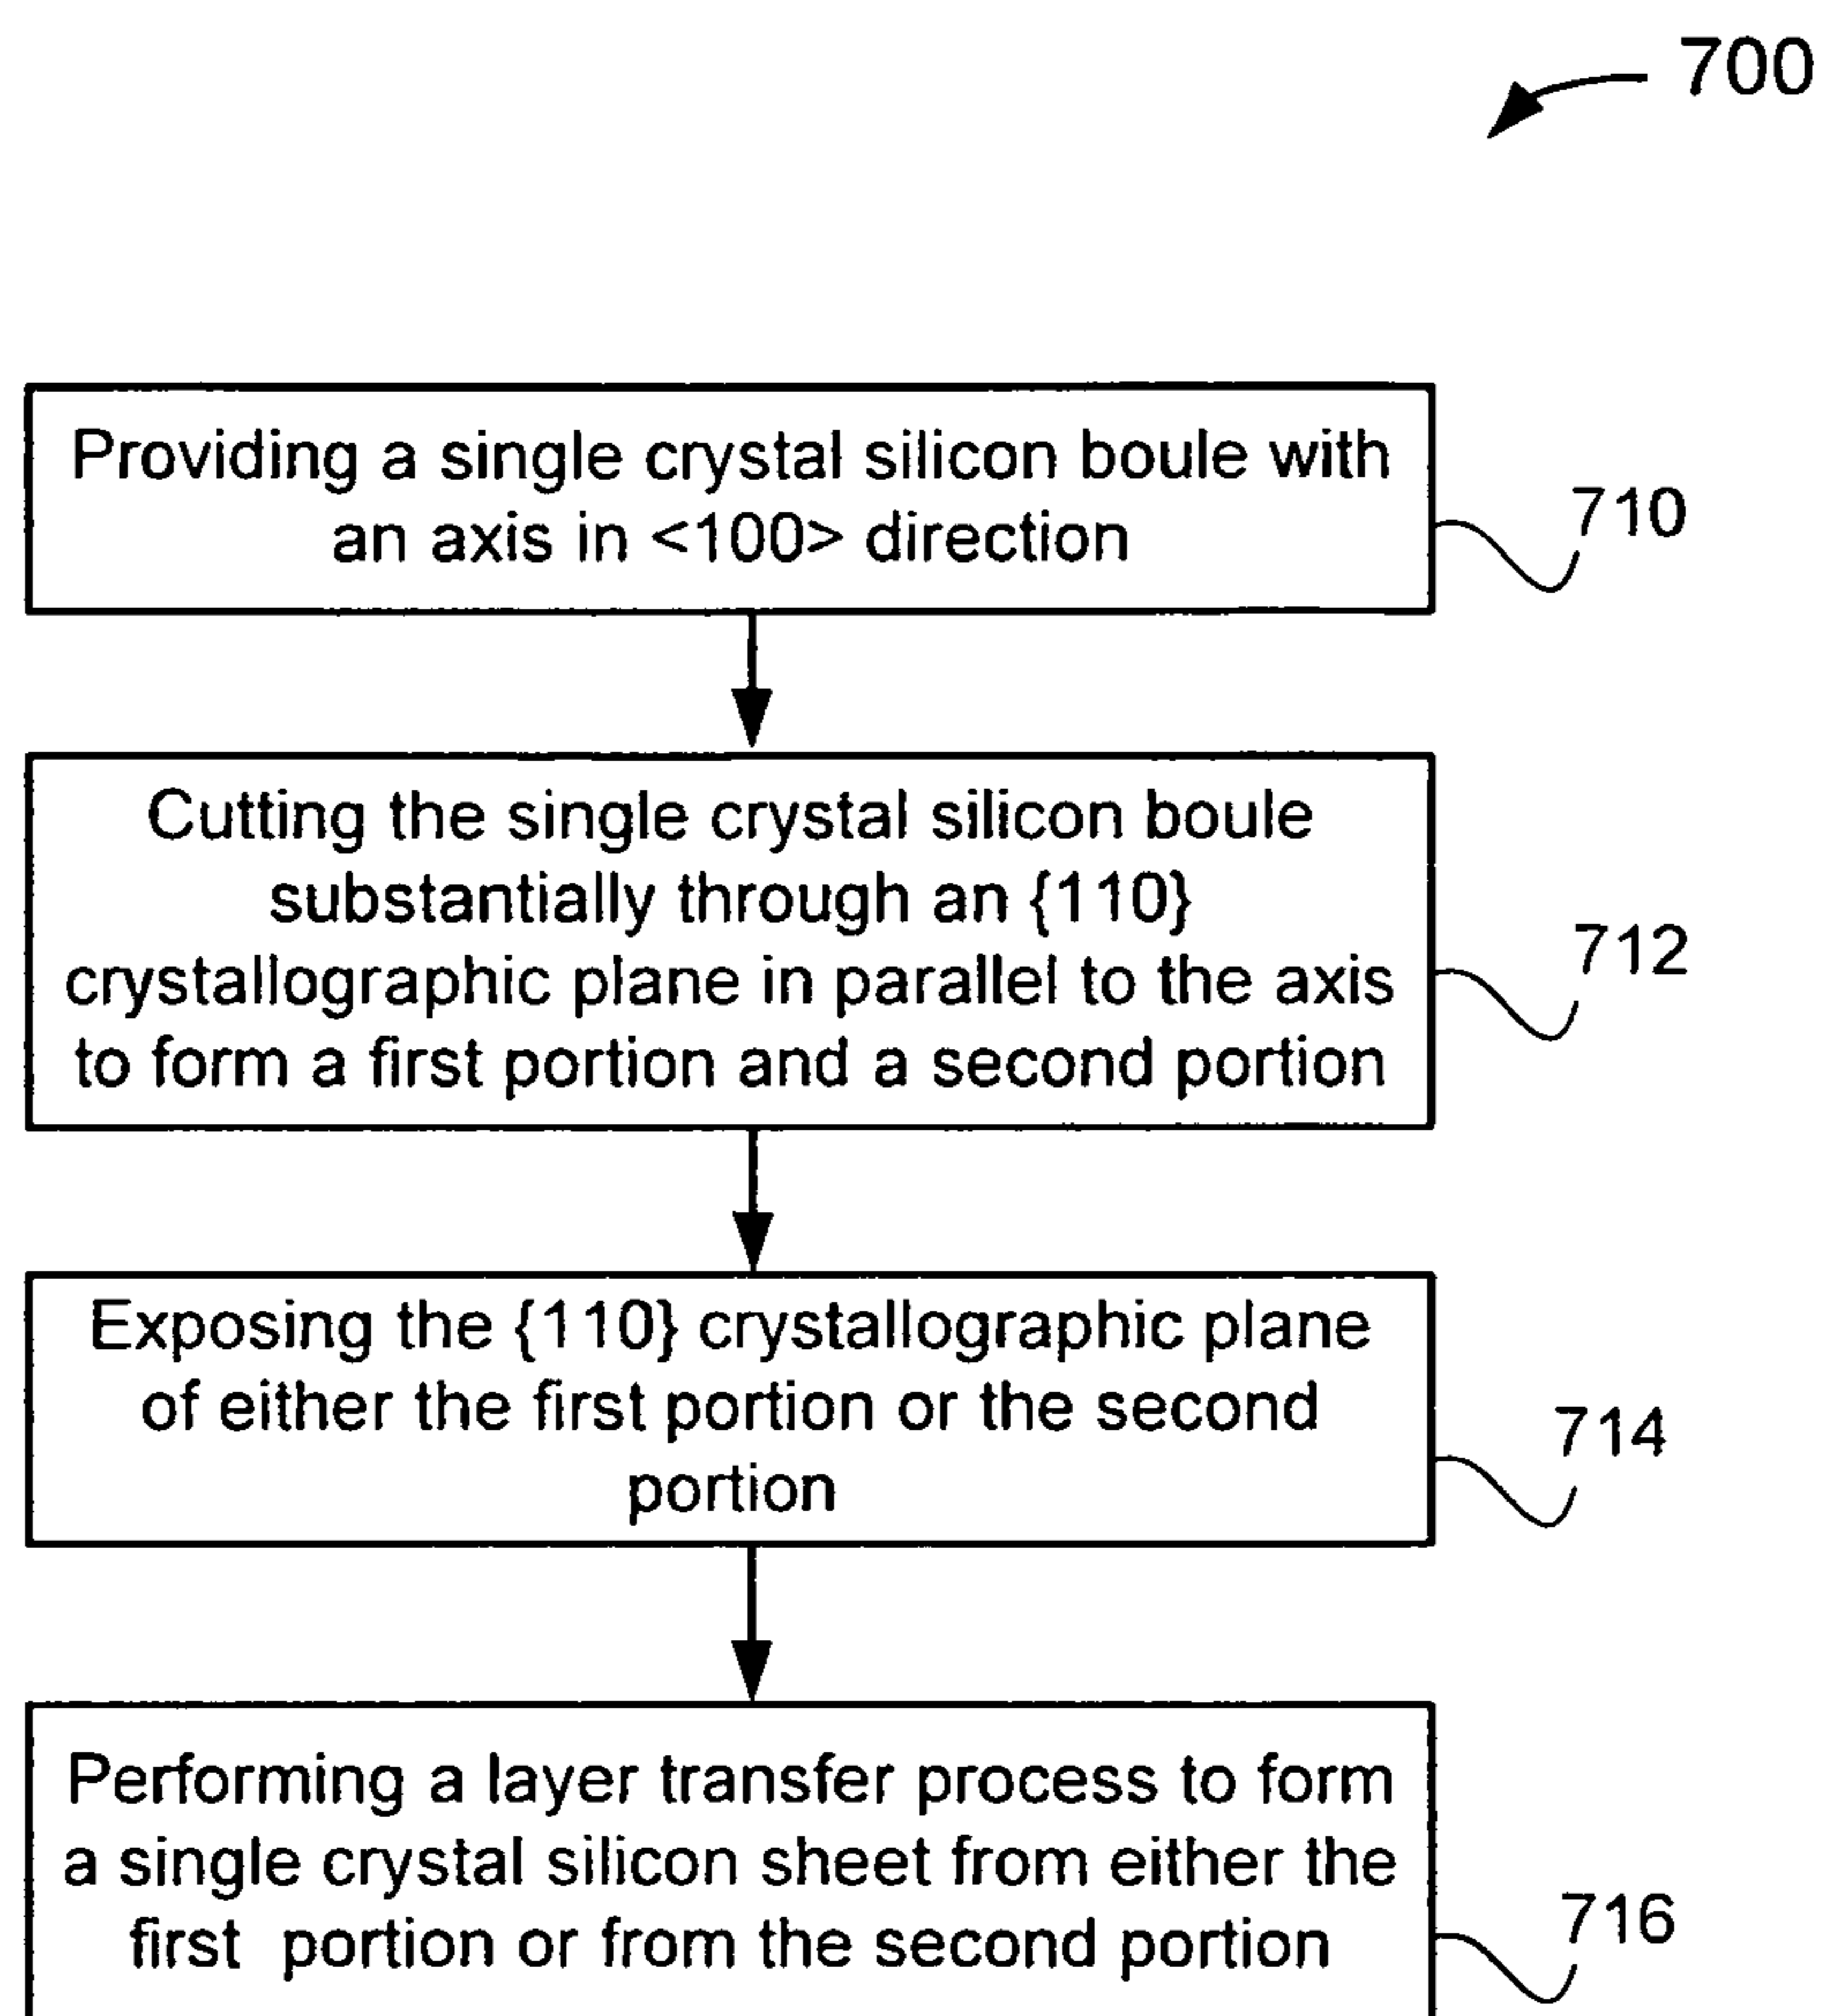 700
Providing a single crystal silicon boule with
an axis in <100> direction
710
Cutting the single crystal silicon boule
substantially through an {110}
crystallographic plane in parallel to the axis
to form a first portion and a second portion
712
Exposing the {110} crystallographic plane
of either the first portion or the second
portion
714
Performing a layer transfer process to form
a single crystal silicon sheet from either the
first portion or from the second portion
716